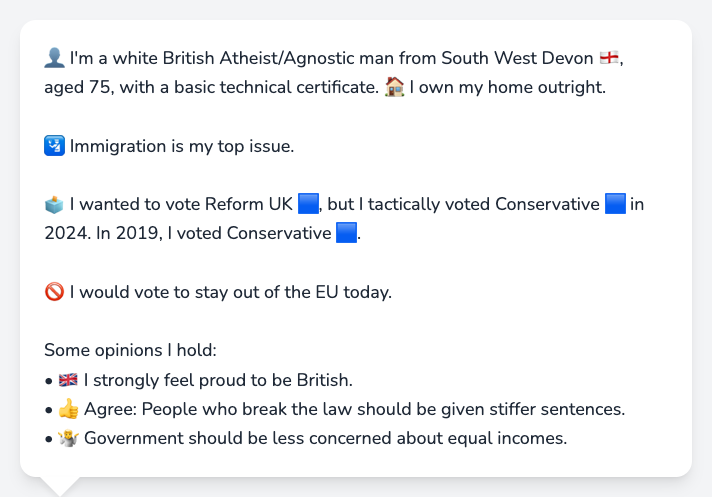 👤 I'm a white British Atheist/Agnostic man from South West Devon 🏴󠁧󠁢󠁥󠁮󠁧󠁿,
aged 75, with a basic technical certificate. 🏠 I own my home outright.
🛂 Immigration is my top issue.
🗳️ I wanted to vote Reform UK 🟦, but I tactically voted Conservative 🟦 in
2024. In 2019, I voted Conservative 🟦.
🚫 I would vote to stay out of the EU today.
Some opinions I hold:
• 🇬🇧 I strongly feel proud to be British.
• 👍 Agree: People who break the law should be given stiffer sentences.
• 🤷 Government should be less concerned about equal incomes.